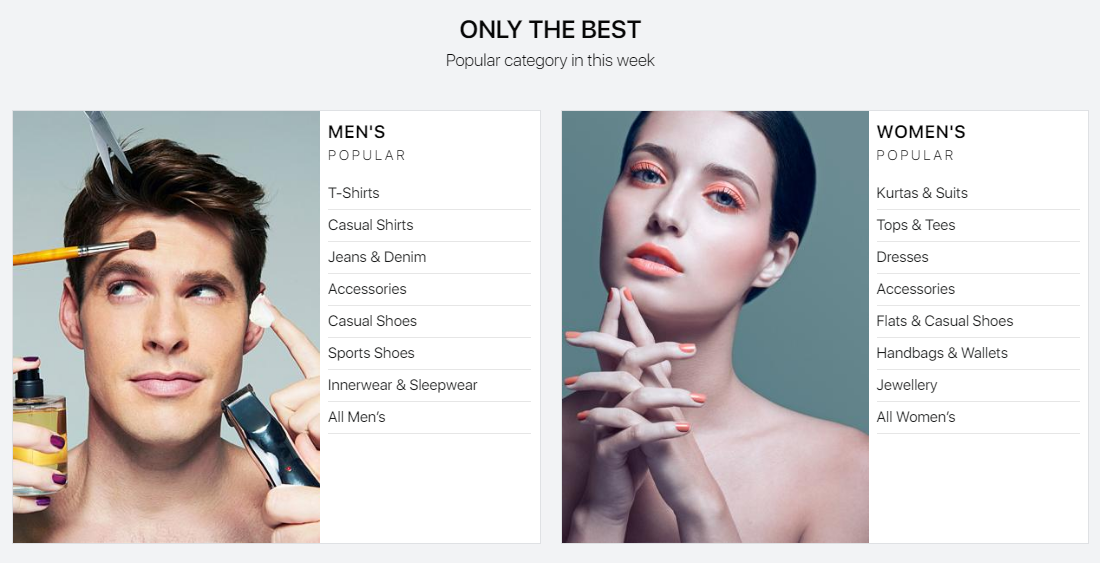 ONLY THE BEST
Popular category in this week
MEN'S
POPULAR
T-Shirts
Casual Shirts
Jeans & Denim
Accessories
Casual Shoes
Sports Shoes
Innerwear & Sleepwear
All Men's
WOMEN'S
POPULAR
Kurtas & Suits
Tops & Tees
Dresses
Accessories
Flats & Casual Shoes
Handbags & Wallets
Jewellery
All Women's